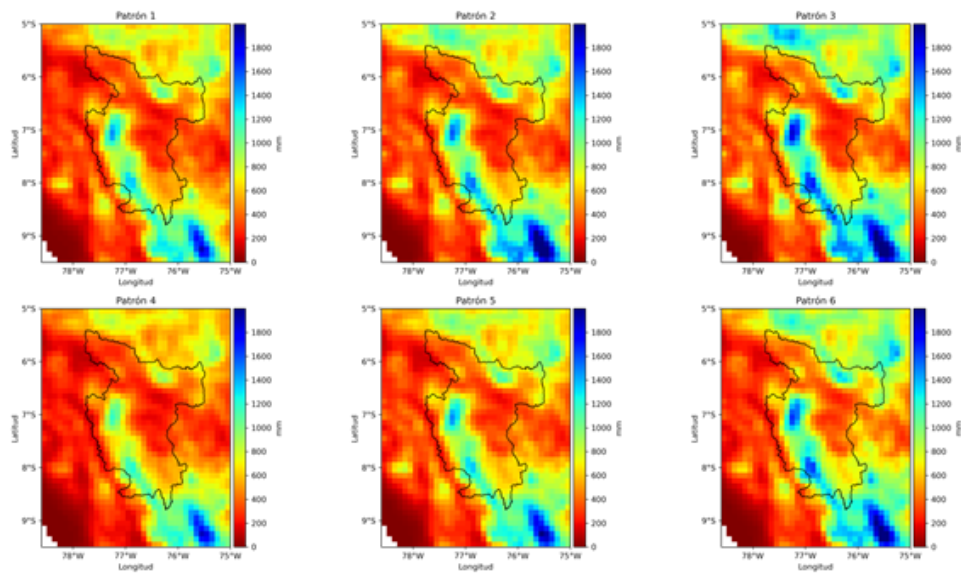 Patrón 1
5°S
6°S
7°S
8°S
9°S
Latitud
78°W 77°W 76°W 75°W
Longitud
1800
1600
1400
1200
1000
800
600
400
200
0
mm
Patrón 2
5°S
6°S
7°S
8°S
9°S
Latitud
78°W 77°W 76°W 75°W
Longitud
1800
1600
1400
1200
1000
800
600
400
200
0
mm
Patrón 3
5°S
6°S
7°S
8°S
9°S
Latitud
78°W 77°W 76°W 75°W
Longitud
1800
1600
1400
1200
1000
800
600
400
200
0
mm
Patrón 4
5°S
6°S
7°S
8°S
9°S
Latitud
78°W 77°W 76°W 75°W
Longitud
1800
1600
1400
1200
1000
800
600
400
200
0
mm
Patrón 5
5°S
6°S
7°S
8°S
9°S
Latitud
78°W 77°W 76°W 75°W
Longitud
1800
1600
1400
1200
1000
800
600
400
200
0
mm
Patrón 6
5°S
6°S
7°S
8°S
9°S
Latitud
78°W 77°W 76°W 75°W
Longitud
1800
1600
1400
1200
1000
800
600
400
200
0
mm